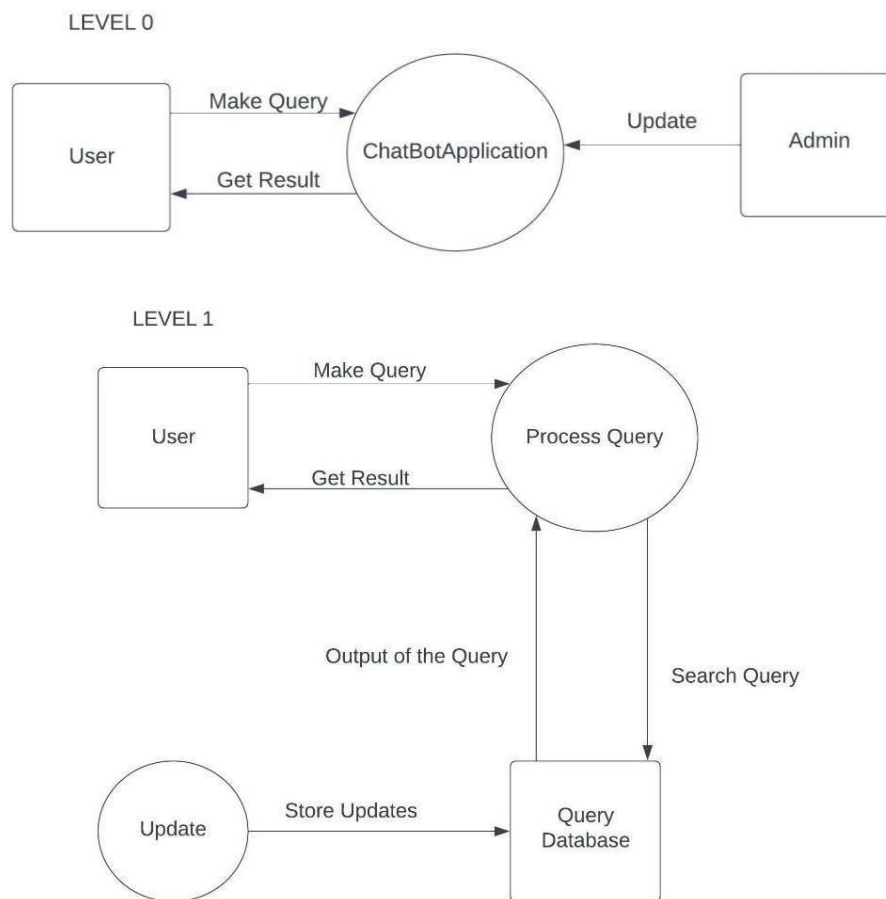 LEVEL 0
Make Query
User
ChatBotApplication
Update
Admin
Get Result
LEVEL 1
Make Query
User
Process Query
Get Result
Output of the Query
Search Query
Update
Store Updates
Query
Database